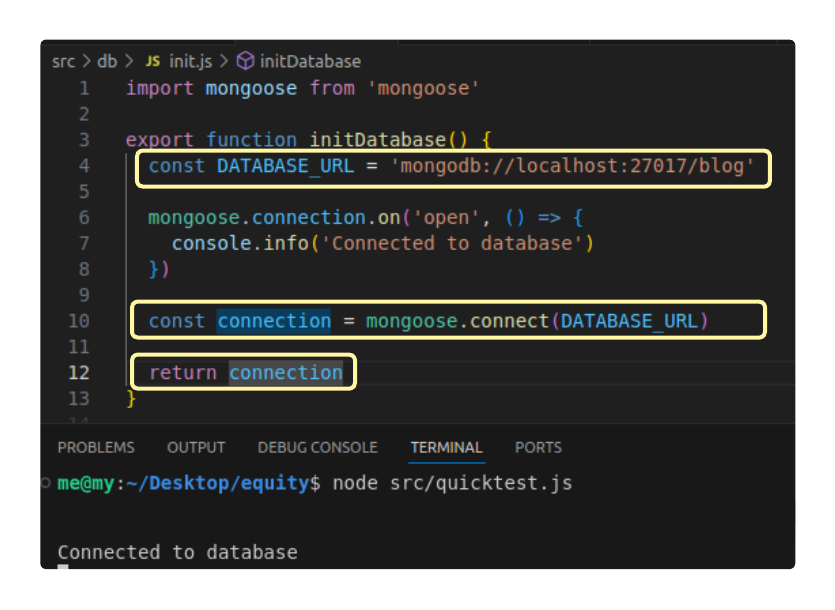 src > db > JS init.js > initDatabase
1 import mongoose from 'mongoose'
2
3 export function initDatabase() {
4 const DATABASE_URL = 'mongodb://localhost:27017/blog'
5
6 mongoose.connection.on('open', () => {
7 console.info('Connected to database')
8 })
9
10 const connection = mongoose.connect(DATABASE_URL)
11
12 return connection
13 }
14
PROBLEMS OUTPUT DEBUG CONSOLE TERMINAL PORTS
me@my:~/Desktop/equity$ node src/quicktest.js
Connected to database